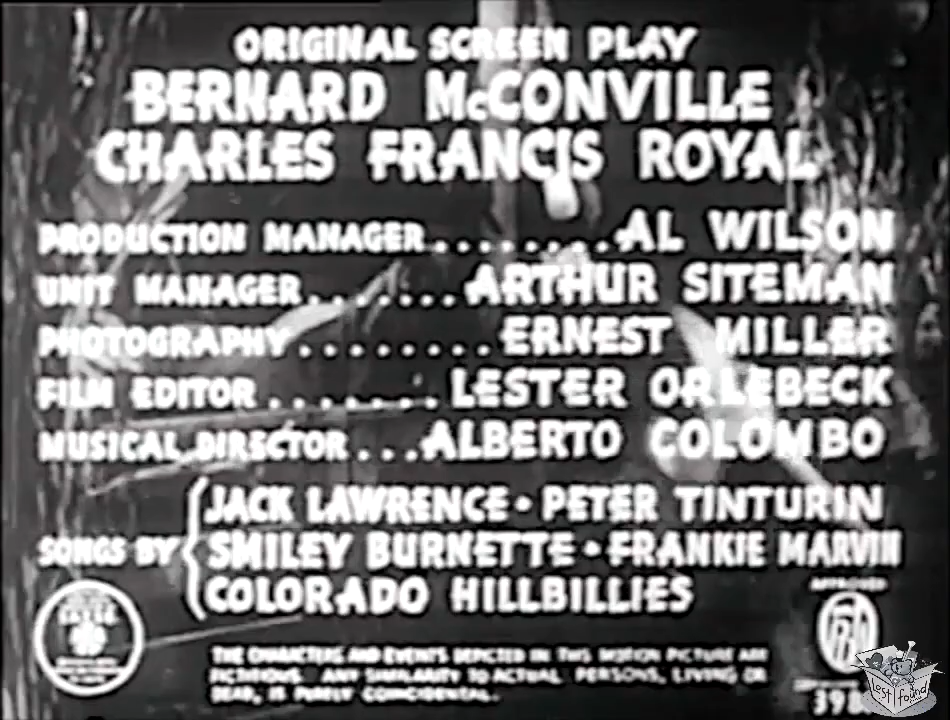 ORIGINAL SCREEN PLAY
BERNARD McCONVILLE
CHARLES FRANCIS ROYAL
PRODUCTION MANAGER........AL WILSON
UNIT MANAGER.......ARTHUR SITEMAN
PHOTOGRAPHY.........ERNEST MILLER
FILM EDITOR.......LESTER ORLEBECK
MUSICAL DIRECTOR...ALBERTO COLOMBO
JACK LAWRENCE • PETER TINTURIN
SONGS BY SMILEY BURNETTE • FRANKIE MARVIN
COLORADO HILLBILLIES
APPROVED
THE CHARACTERS AND EVENTS DEPICTED IN THIS MOTION PICTURE ARE
FICTITIOUS. ANY SIMILARITY TO ACTUAL PERSONS, LIVING OR
DEAD, IS PURELY COINCIDENTAL.
lost found